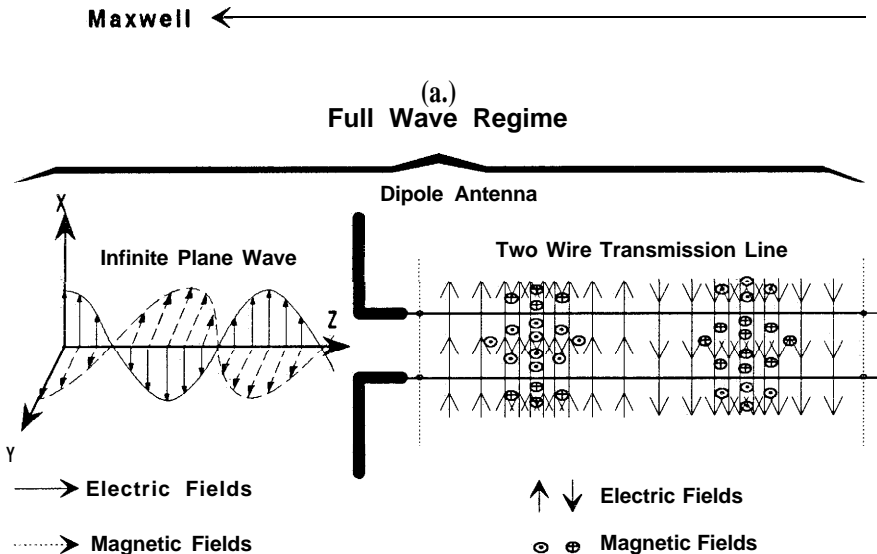 Maxwell
(a.)
Full Wave Regime
Dipole Antenna
X
Infinite Plane Wave
Two Wire Transmission Line
Z
Y
Electric Fields
Electric Fields
Magnetic Fields
Magnetic Fields